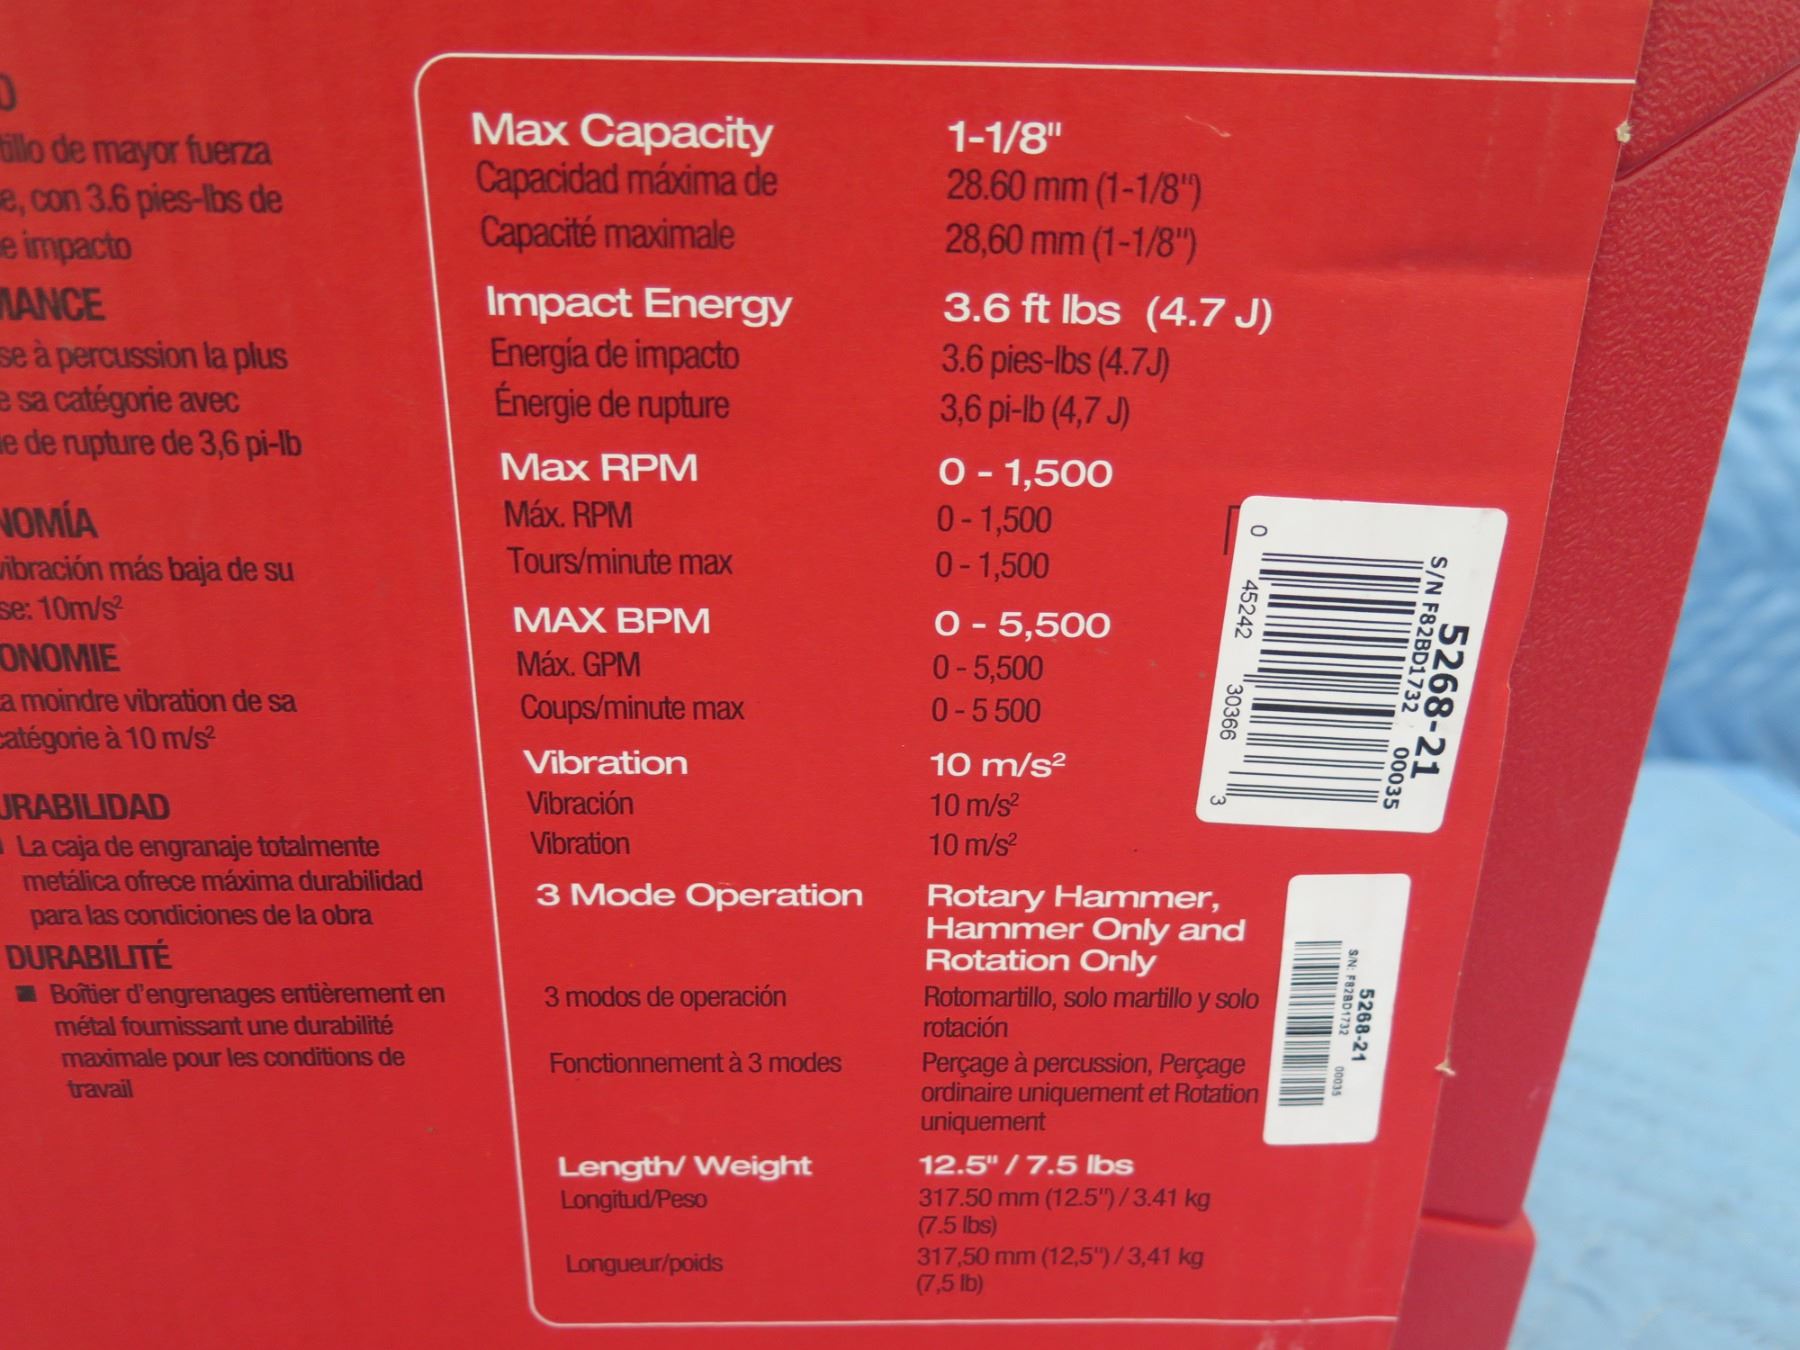 tillo de mayor fuerza
e, con 3.6 pies-lbs de
e impacto
MANCE
se à percussion la plus
e sa catégorie avec
ie de rupture de 3,6 pi-lb
NOMÍA
vibración más baja de su
se: 10m/s²
ONOMIE
a moindre vibration de sa
catégorie à 10 m/s²
URABILIDAD
La caja de engranaje totalmente
metálica ofrece máxima durabilidad
para las condiciones de la obra
DURABILITÉ
■ Boîtier d'engrenages entièrement en
métal fournissant une durabilité
maximale pour les conditions de
travail
Max Capacity 1-1/8"
Capacidad máxima de 28.60 mm (1-1/8")
Capacité maximale 28,60 mm (1-1/8")
Impact Energy 3.6 ft lbs (4.7 J)
Energía de impacto 3.6 pies-lbs (4.7J)
Énergie de rupture 3,6 pi-lb (4,7 J)
Max RPM 0 - 1,500
Máx. RPM 0 - 1,500
Tours/minute max 0 - 1,500
MAX BPM 0 - 5,500
Máx. GPM 0 - 5,500
Coups/minute max 0 - 5 500
Vibration 10 m/s²
Vibración 10 m/s²
Vibration 10 m/s²
3 Mode Operation Rotary Hammer,
Hammer Only and
Rotation Only
3 modos de operación Rotomartillo, solo martillo y solo
rotación
Fonctionnement à 3 modes Perçage à percussion, Perçage
ordinaire uniquement et Rotation
uniquement
Length/ Weight 12.5" / 7.5 lbs
Longitud/Peso 317.50 mm (12.5") / 3.41 kg
(7.5 lbs)
Longueur/poids 317,50 mm (12,5") / 3,41 kg
(7,5 lb)
5268-21
S/N F82BD1732 00035
0 45242 30366 3
5268-21
S/N: F82BD1732 00035